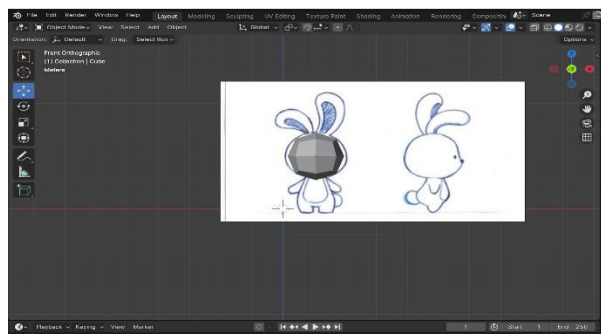 File Edit Render Window Help Layout Modeling Sculpting UV Editing Texture Paint Shading Animation Rendering Compositin Scene
Object Mode View Select Add Object Global
Orientation: Default Drag: Select Box Options
Front Orthographic
(1) Collection | Cube
Meters
Playback Keying View Marker 1 Start 1 End 250